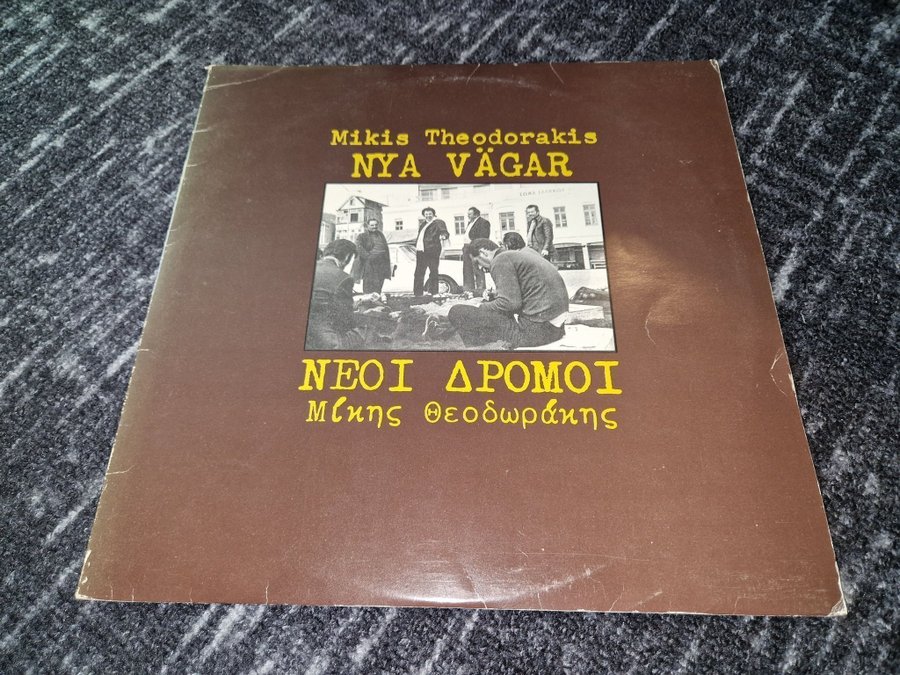 Mikis Theodorakis
NYA VÄGAR
ΝΕΟΙ ΔΡΟΜΟΙ
Μίκης Θεοδωράκης